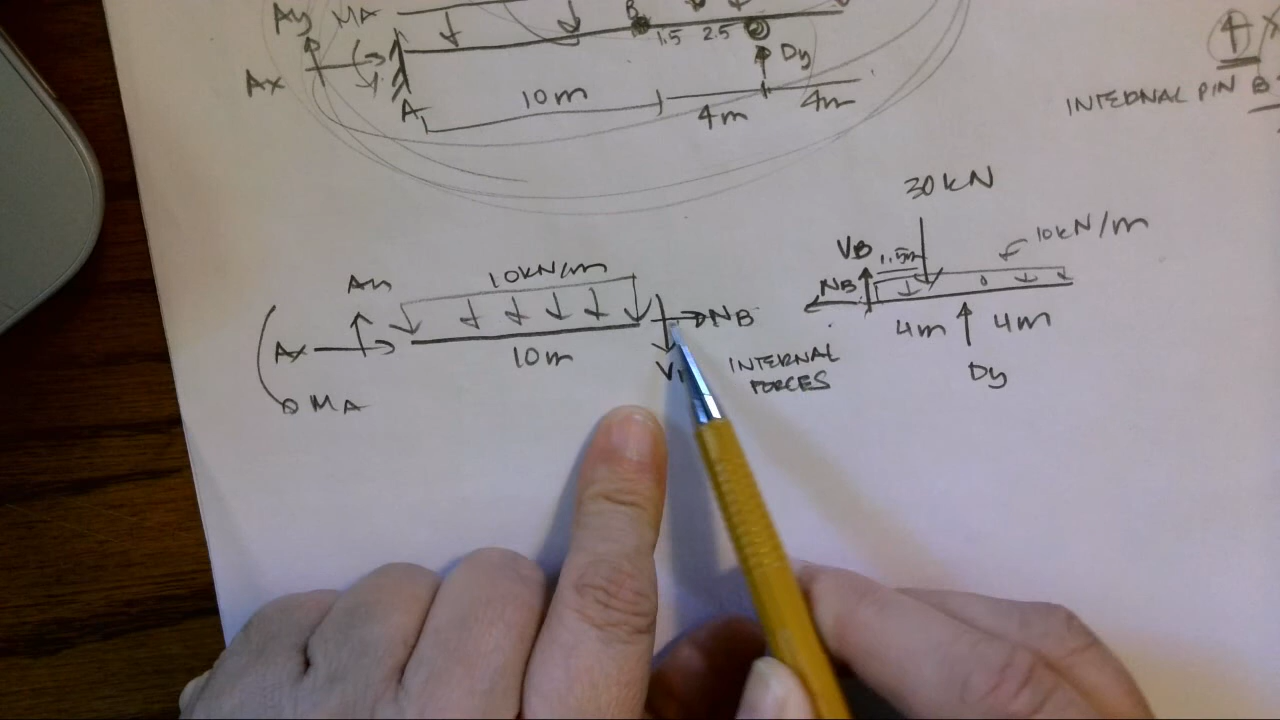 Ay MA
B
1.5 2.5
Dy
Ax
A
10m
4m
4m
INTERNAL PIN B
30 kN
10kN/m
VB
1.5m
NB
4m
4m
Dy
10kN/m
Ay
NB
Ax
10m
MA
INTERNAL
FORCES